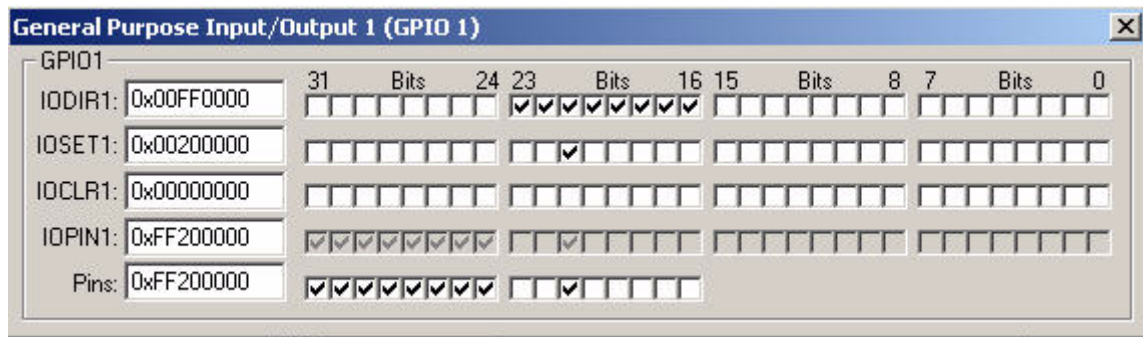 General Purpose Input/Output 1 (GPIO 1)
GPIO1
31 Bits 24 23 Bits 16 15 Bits 8 7 Bits 0
IODIR1: 0x00FF0000
IOSET1: 0x00200000
IOCLR1: 0x00000000
IOPIN1: 0xFF200000
Pins: 0xFF200000